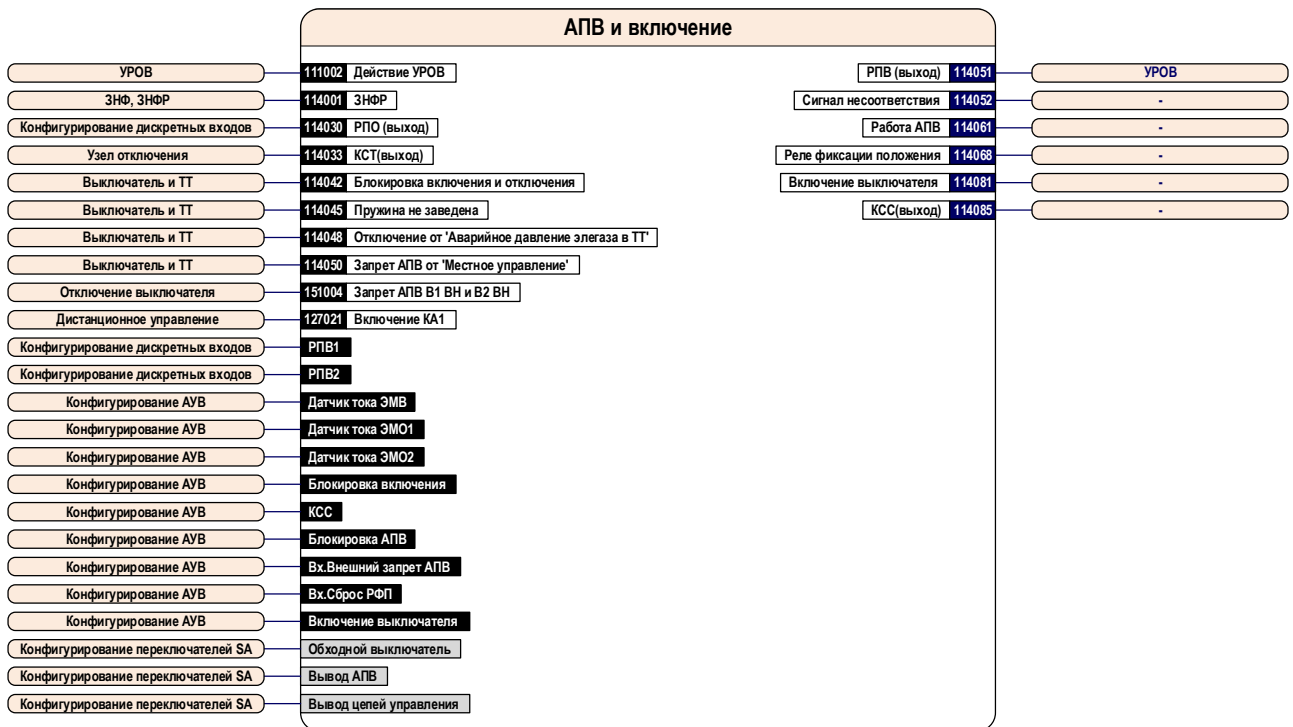 АПВ и включение
УРОВ 111002 Действие УРОВ РПВ (выход) 114051 УРОВ
ЗНФ, ЗНФР 114001 ЗНФР Сигнал несоответствия 114052 -
Конфигурирование дискретных входов 114030 РПО (выход) Работа АПВ 114061 -
Узел отключения 114033 КСТ(выход) Реле фиксации положения 114068 -
Выключатель и ТТ 114042 Блокировка включения и отключения Включение выключателя 114081 -
Выключатель и ТТ 114045 Пружина не заведена КСС(выход) 114085 -
Выключатель и ТТ 114048 Отключение от 'Аварийное давление элегаза в ТТ'
Выключатель и ТТ 114050 Запрет АПВ от 'Местное управление'
Отключение выключателя 151004 Запрет АПВ В1 ВН и В2 ВН
Дистанционное управление 127021 Включение КА1
Конфигурирование дискретных входов РПВ1
Конфигурирование дискретных входов РПВ2
Конфигурирование АУВ Датчик тока ЭМВ
Конфигурирование АУВ Датчик тока ЭМО1
Конфигурирование АУВ Датчик тока ЭМО2
Конфигурирование АУВ Блокировка включения
Конфигурирование АУВ КСС
Конфигурирование АУВ Блокировка АПВ
Конфигурирование АУВ Вх.Внешний запрет АПВ
Конфигурирование АУВ Вх.Сброс РФП
Конфигурирование АУВ Включение выключателя
Конфигурирование переключателей SA Обходной выключатель
Конфигурирование переключателей SA Вывод АПВ
Конфигурирование переключателей SA Вывод цепей управления